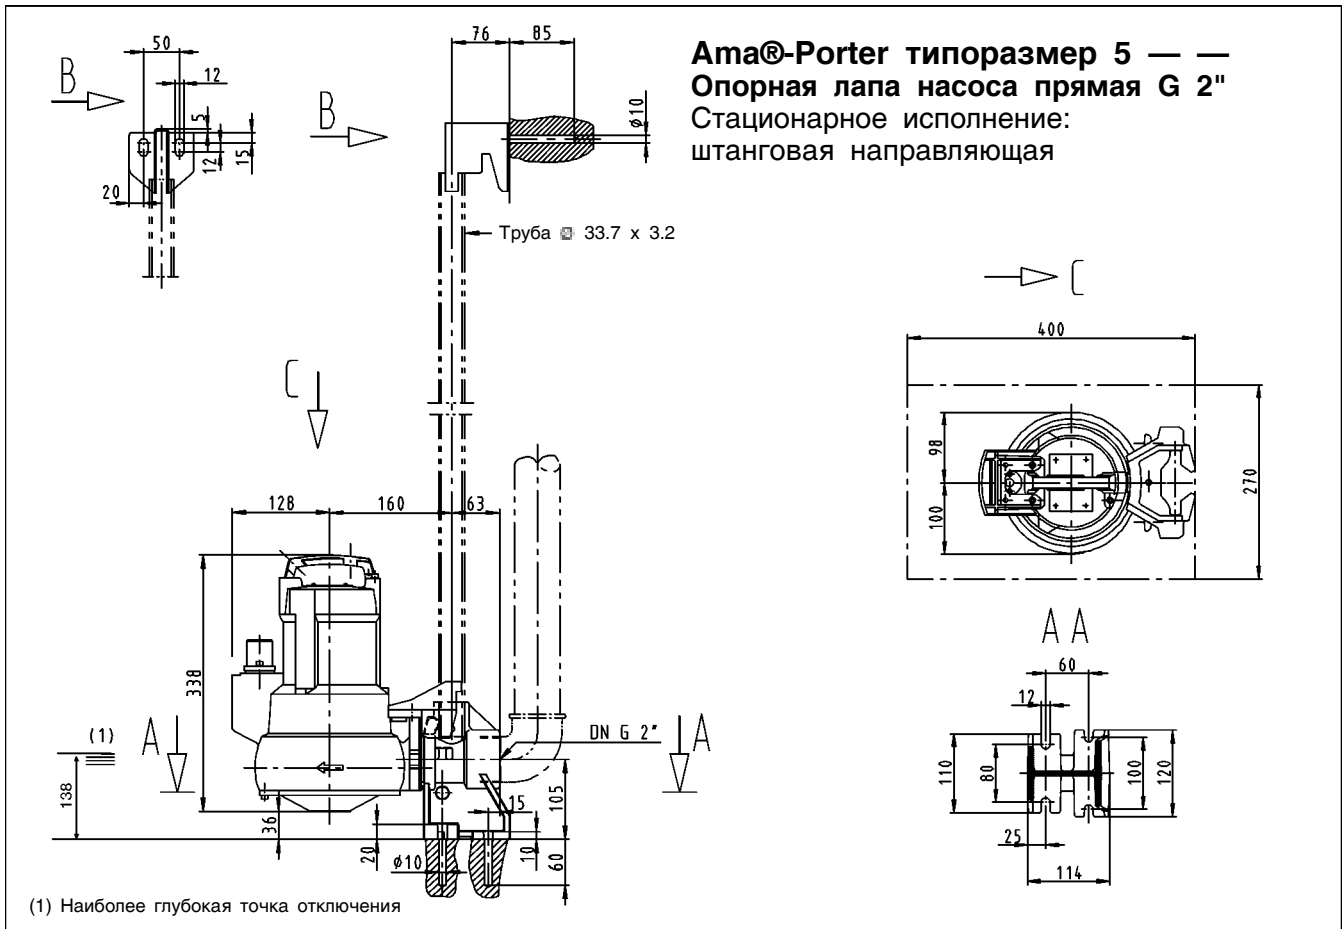 Ama®-Porter типоразмер 5 — —
Опорная лапа насоса прямая G 2"
Стационарное исполнение:
штанговая направляющая
B
50
12
5
12
15
20
B
76
85
ø10
Труба ⌀ 33.7 x 3.2
C
C
400
98
100
270
128
160
63
338
A
A
(1)
138
36
20
ø10
15
10
105
60
DN G 2"
A A
60
12
110
80
100
120
25
114
(1) Наиболее глубокая точка отключения